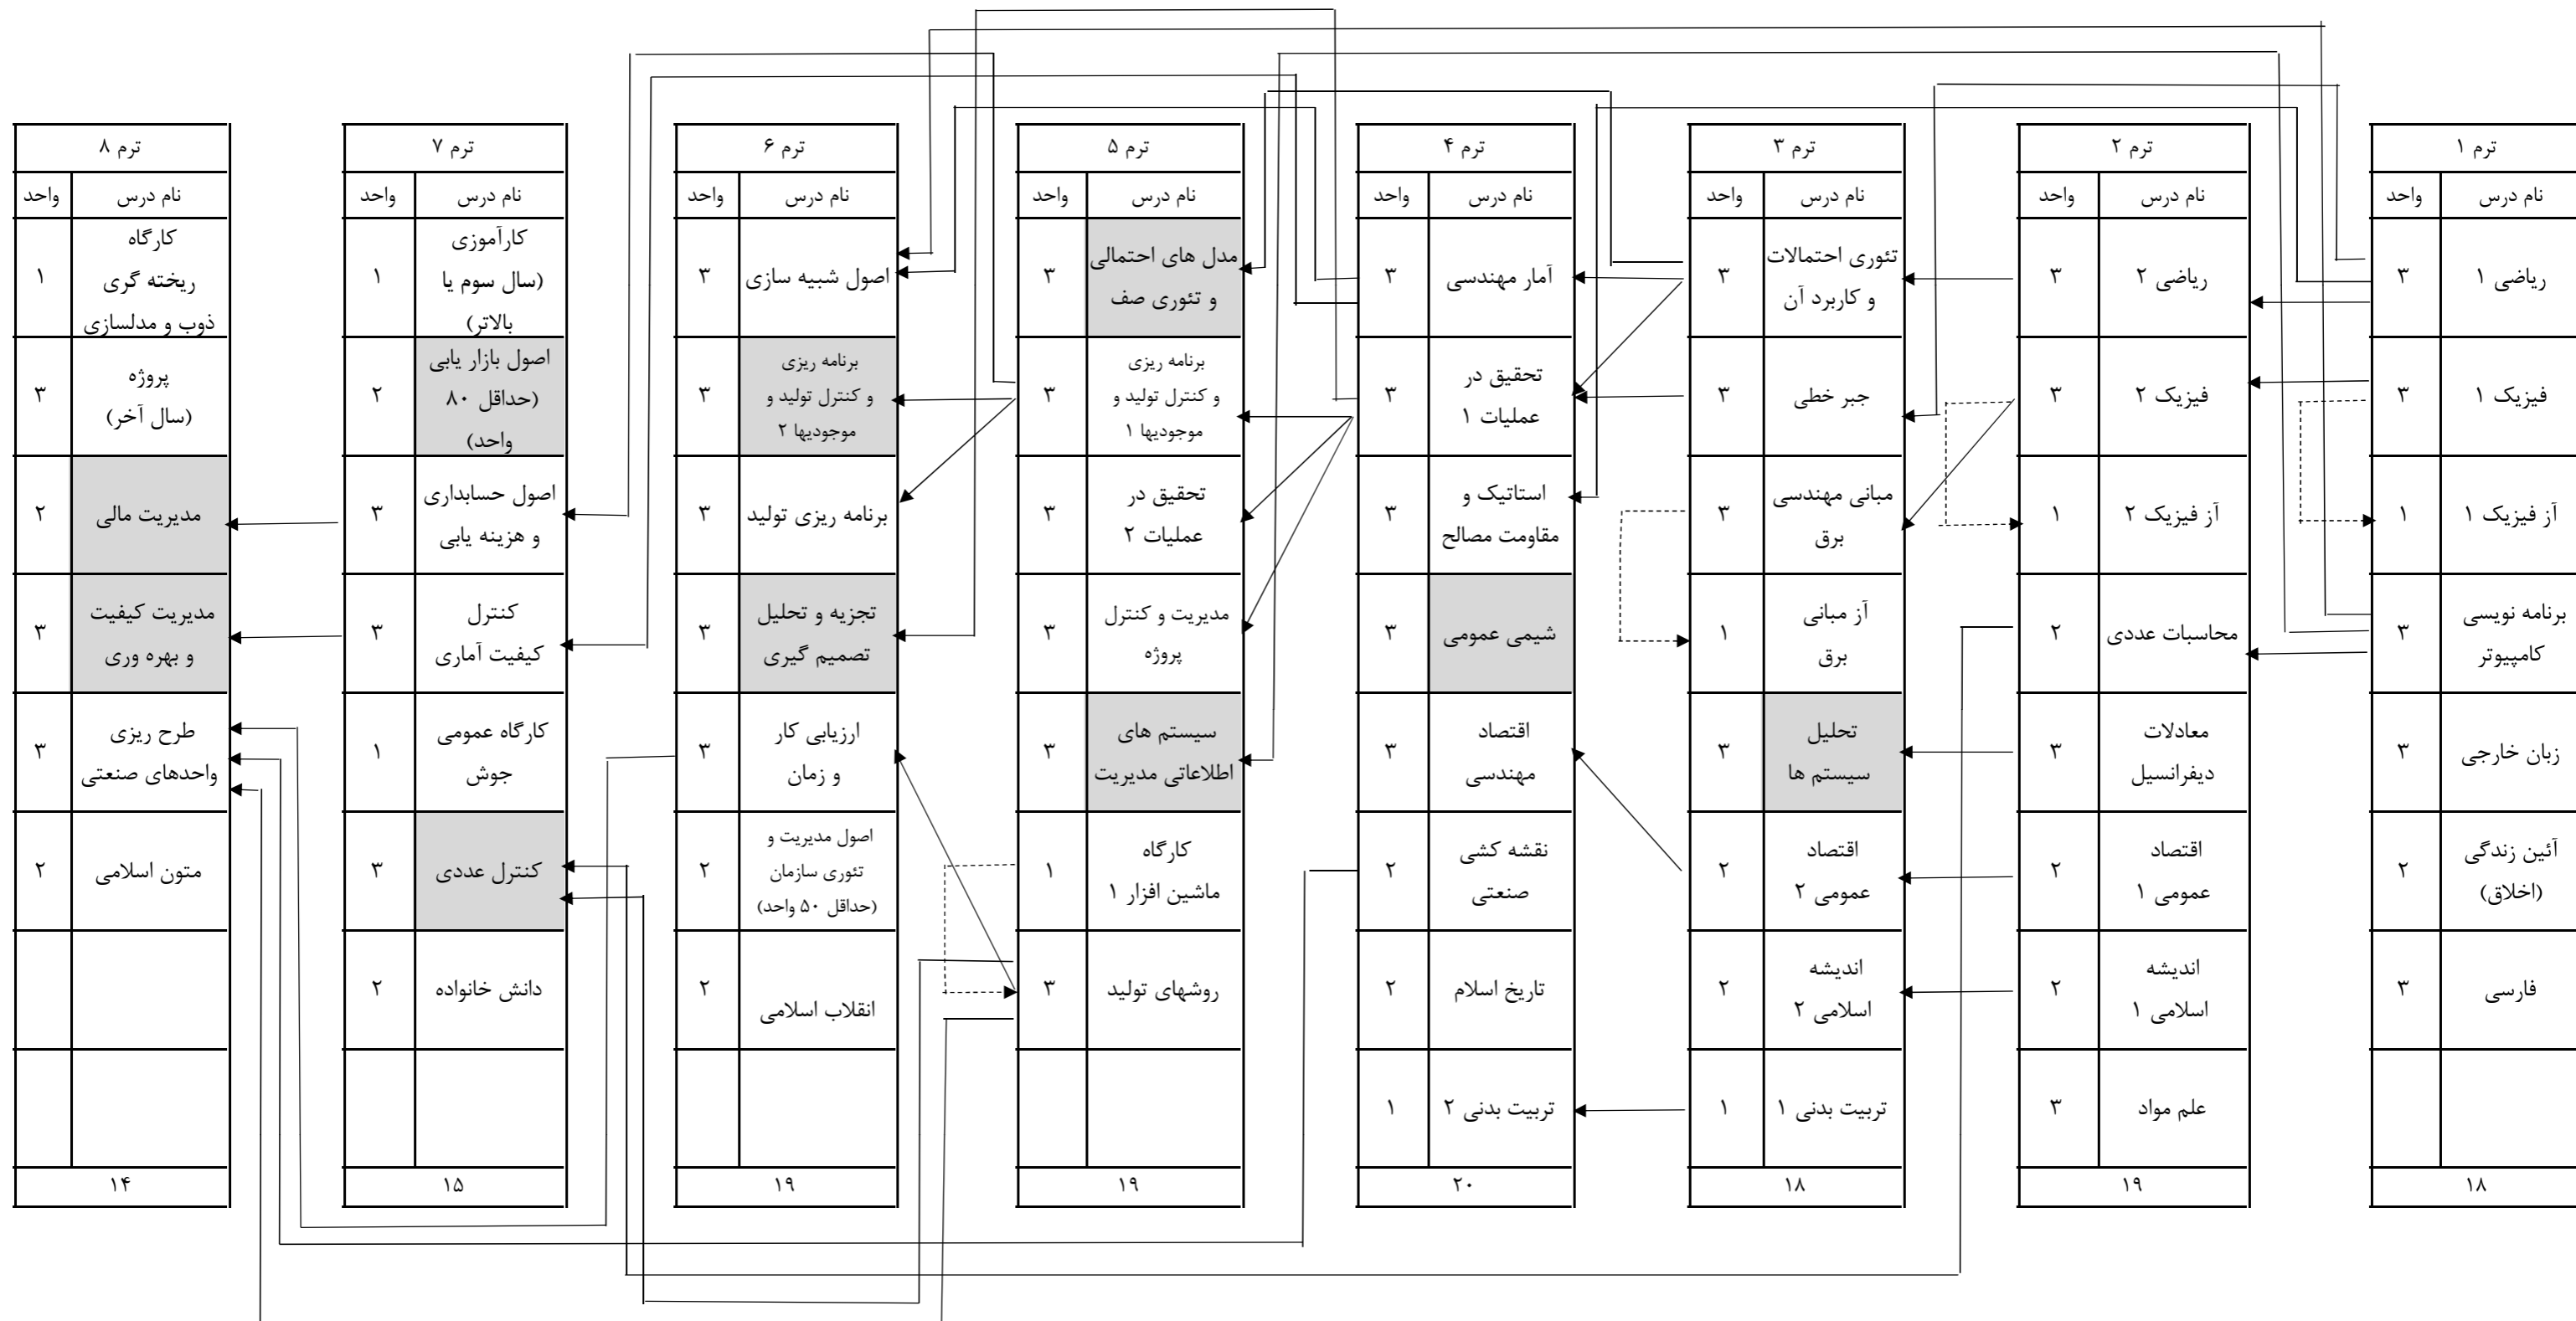 ترم ۱
نام درس واحد
ریاضی ۱ ۳
فیزیک ۱ ۳
آز فیزیک ۱ ۱
برنامه نویسی
کامپیوتر ۳
زبان خارجی ۳
آئین زندگی
(اخلاق) ۲
فارسی ۳
۱۸
ترم ۲
نام درس واحد
ریاضی ۲ ۳
فیزیک ۲ ۳
آز فیزیک ۲ ۱
محاسبات عددی ۲
معادلات
دیفرانسیل ۳
اقتصاد
عمومی ۱ ۲
اندیشه
اسلامی ۱ ۲
علم مواد ۳
۱۹
ترم ۳
نام درس واحد
تئوری احتمالات
و کاربرد آن ۳
جبر خطی ۳
مبانی مهندسی
برق ۳
آز مبانی
برق ۱
تحلیل
سیستم ها ۳
اقتصاد
عمومی ۲ ۲
اندیشه
اسلامی ۲ ۲
تربیت بدنی ۱ ۱
۱۸
ترم ۴
نام درس واحد
آمار مهندسی ۳
تحقیق در
عملیات ۱ ۳
استاتیک و
مقاومت مصالح ۳
شیمی عمومی ۳
اقتصاد
مهندسی ۳
نقشه کشی
صنعتی ۲
تاریخ اسلام ۲
تربیت بدنی ۲ ۱
۲۰
ترم ۵
نام درس واحد
مدل های احتمالی
و تئوری صف ۳
برنامه ریزی
و کنترل تولید و
موجودیها ۱ ۳
تحقیق در
عملیات ۲ ۳
مدیریت و کنترل
پروژه ۳
سیستم های
اطلاعاتی مدیریت ۳
کارگاه
ماشین افزار ۱ ۱
روشهای تولید ۳
۱۹
ترم ۶
نام درس واحد
اصول شبیه سازی ۳
برنامه ریزی
و کنترل تولید و
موجودیها ۲ ۳
برنامه ریزی تولید ۳
تجزیه و تحلیل
تصمیم گیری ۳
ارزیابی کار
و زمان ۳
اصول مدیریت و
تئوری سازمان
(حداقل ۵۰ واحد) ۲
انقلاب اسلامی ۲
۱۹
ترم ۷
نام درس واحد
کارآموزی
(سال سوم یا
بالاتر) ۱
اصول بازار یابی
(حداقل ۸۰
واحد) ۲
اصول حسابداری
و هزینه یابی ۳
کنترل
کیفیت آماری ۳
کارگاه عمومی
جوش ۱
کنترل عددی ۳
دانش خانواده ۲
۱۵
ترم ۸
نام درس واحد
کارگاه
ریخته گری
ذوب و مدلسازی ۱
پروژه
(سال آخر) ۳
مدیریت مالی ۲
مدیریت کیفیت
و بهره وری ۳
طرح ریزی
واحدهای صنعتی ۳
متون اسلامی ۲
۱۴